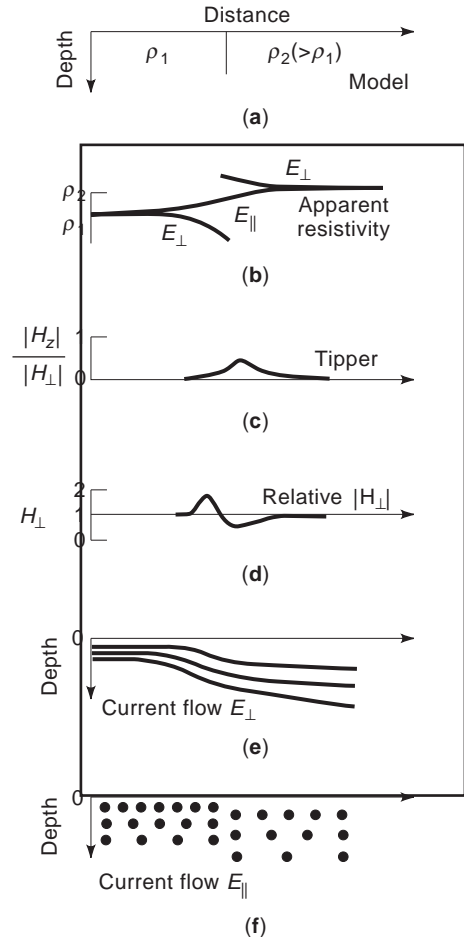 Distance
Depth
ρ1
ρ2(>ρ1)
Model
(a)
E⊥
ρ2
ρ1
E⊥
E∥
Apparent
resistivity
(b)
|Hz|
|H⊥|
1
0
Tipper
(c)
H⊥
2
1
0
Relative |H⊥|
(d)
0
Depth
Current flow E⊥
(e)
0
Depth
Current flow E∥
(f)